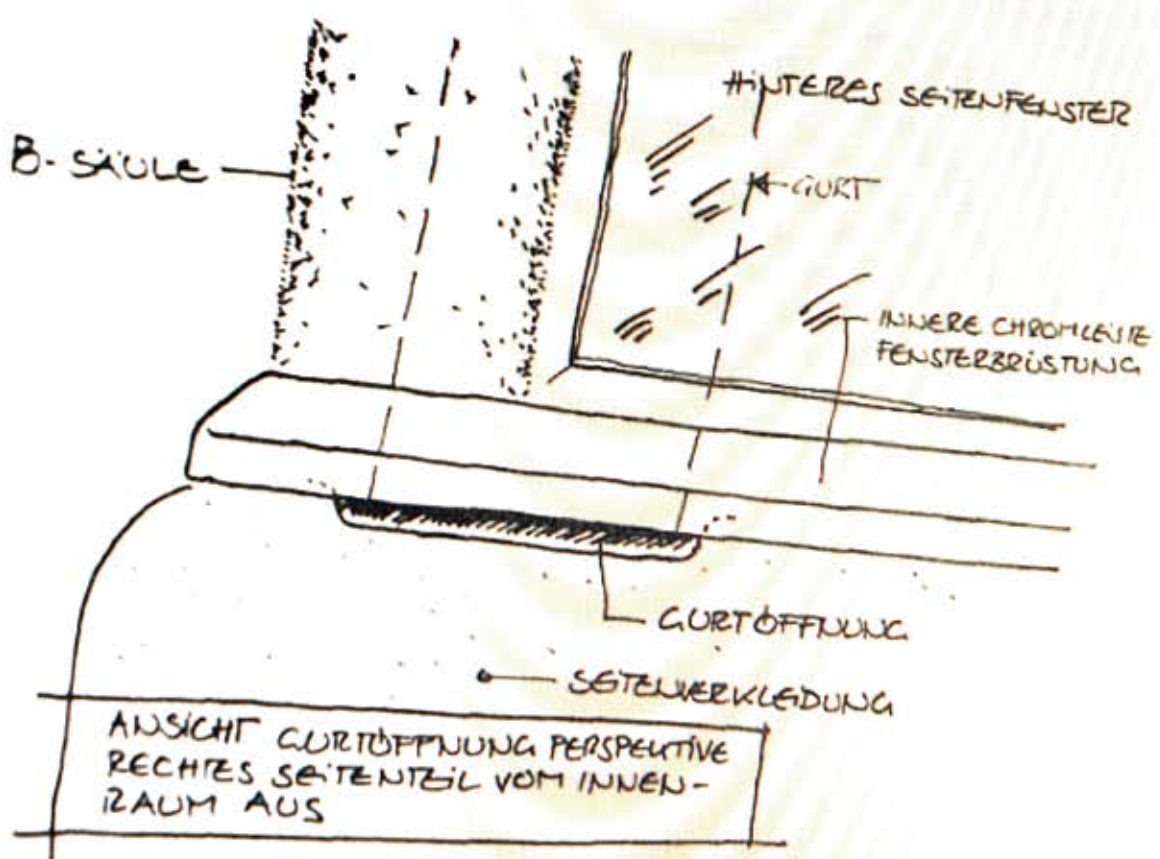 HINTERES SEITENFENSTER
B-SÄULE
GURT
INNERE CHROMLEISTE
FENSTERBRÜSTUNG
GURTÖFFNUNG
SEITENVERKLEIDUNG
ANSICHT GURTÖFFNUNG PERSPEKTIVE
RECHTES SEITENTEIL VOM INNEN-
RAUM AUS